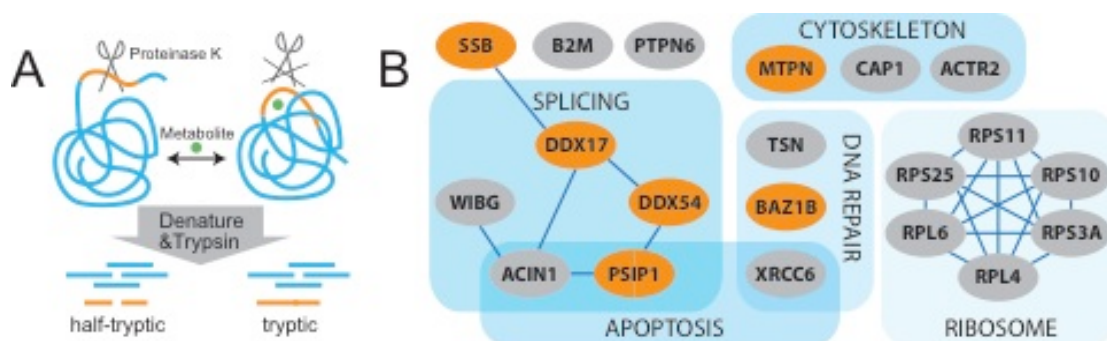 A
Proteinase K
Metabolite
Denature
&Trypsin
half-tryptic
tryptic
B
SSB
B2M
PTPN6
SPLICING
DDX17
WIBG
DDX54
ACIN1
PSIP1
APOPTOSIS
CYTOSKELETON
MTPN
CAP1
ACTR2
TSN
BAZ1B
XRCC6
DNA REPAIR
RPS11
RPS25
RPS10
RPL6
RPS3A
RPL4
RIBOSOME